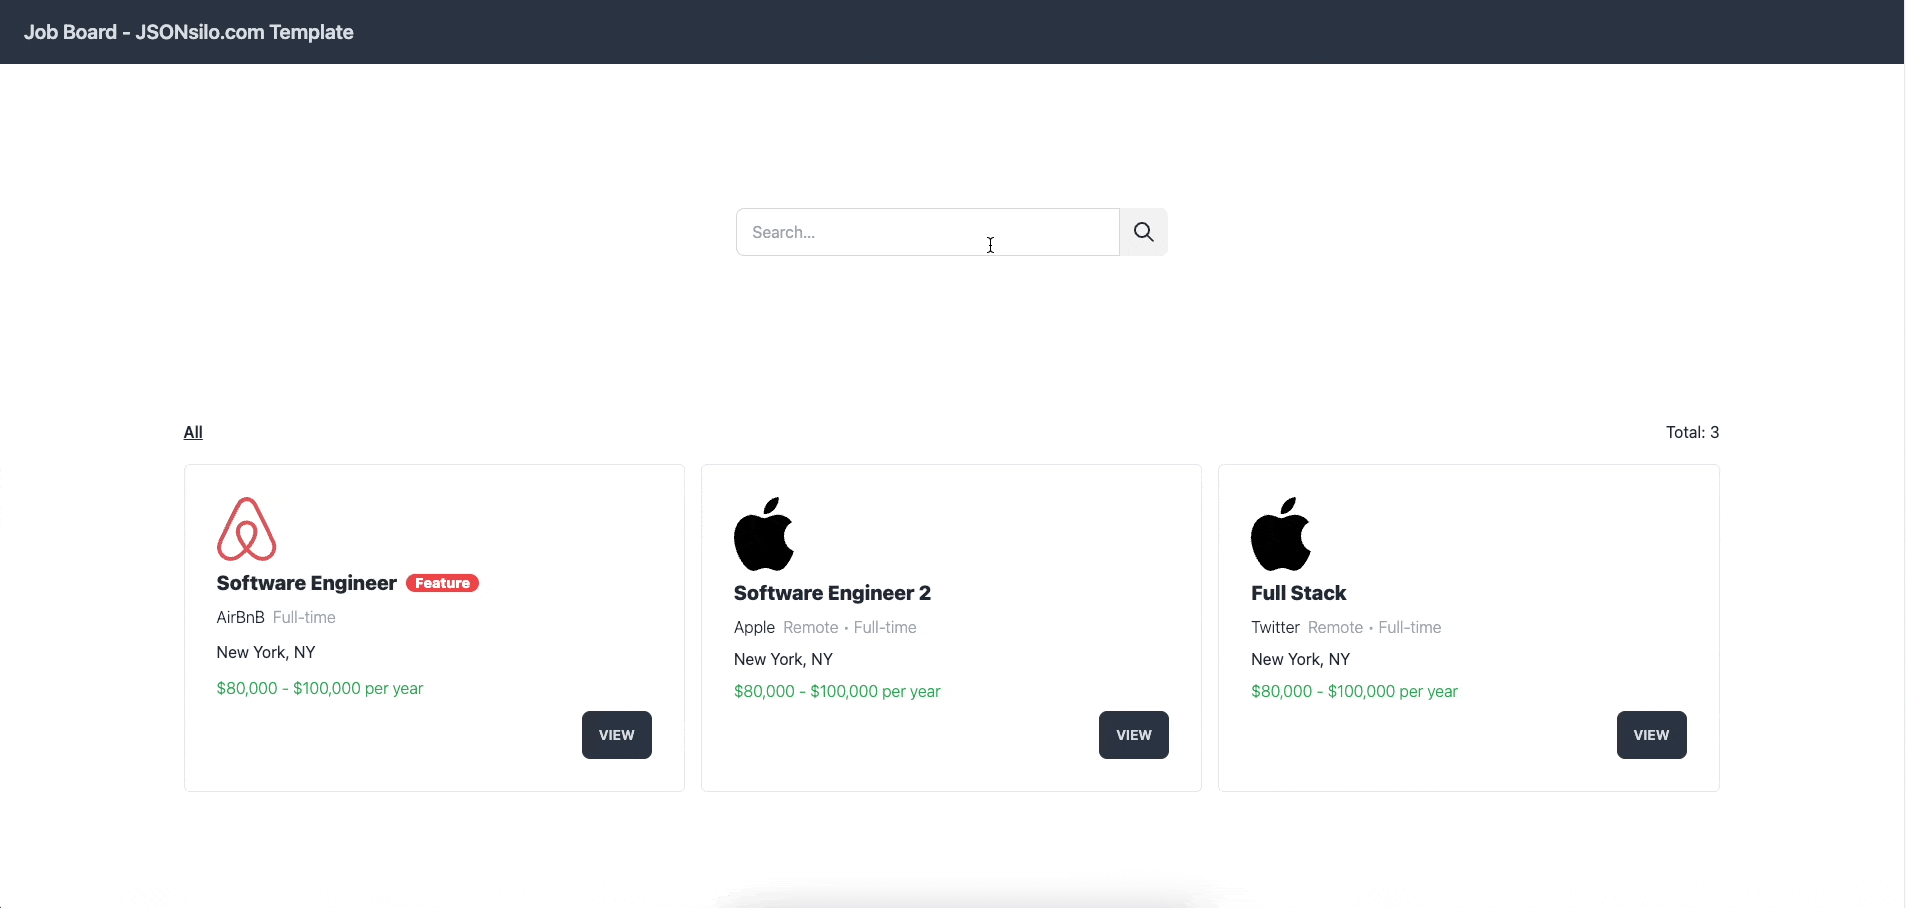 Job Board - JSONsilo.com Template
Search...
All
Total: 3
Software Engineer Feature
AirBnB Full-time
New York, NY
$80,000 - $100,000 per year
VIEW
Software Engineer 2
Apple Remote • Full-time
New York, NY
$80,000 - $100,000 per year
VIEW
Full Stack
Twitter Remote • Full-time
New York, NY
$80,000 - $100,000 per year
VIEW